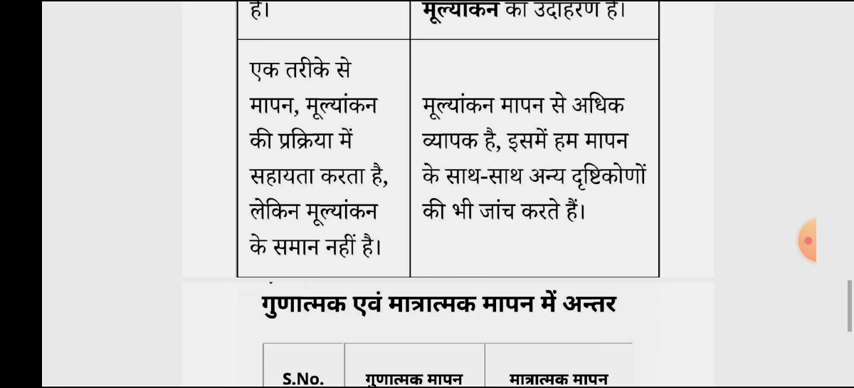 है।
मूल्यांकन का उदाहरण है।
एक तरीके से
मापन, मूल्यांकन
की प्रक्रिया में
सहायता करता है,
लेकिन मूल्यांकन
के समान नहीं है।
मूल्यांकन मापन से अधिक
व्यापक है, इसमें हम मापन
के साथ-साथ अन्य दृष्टिकोणों
की भी जांच करते हैं।
गुणात्मक एवं मात्रात्मक मापन में अन्तर
S.No.
गुणात्मक मापन
मात्रात्मक मापन